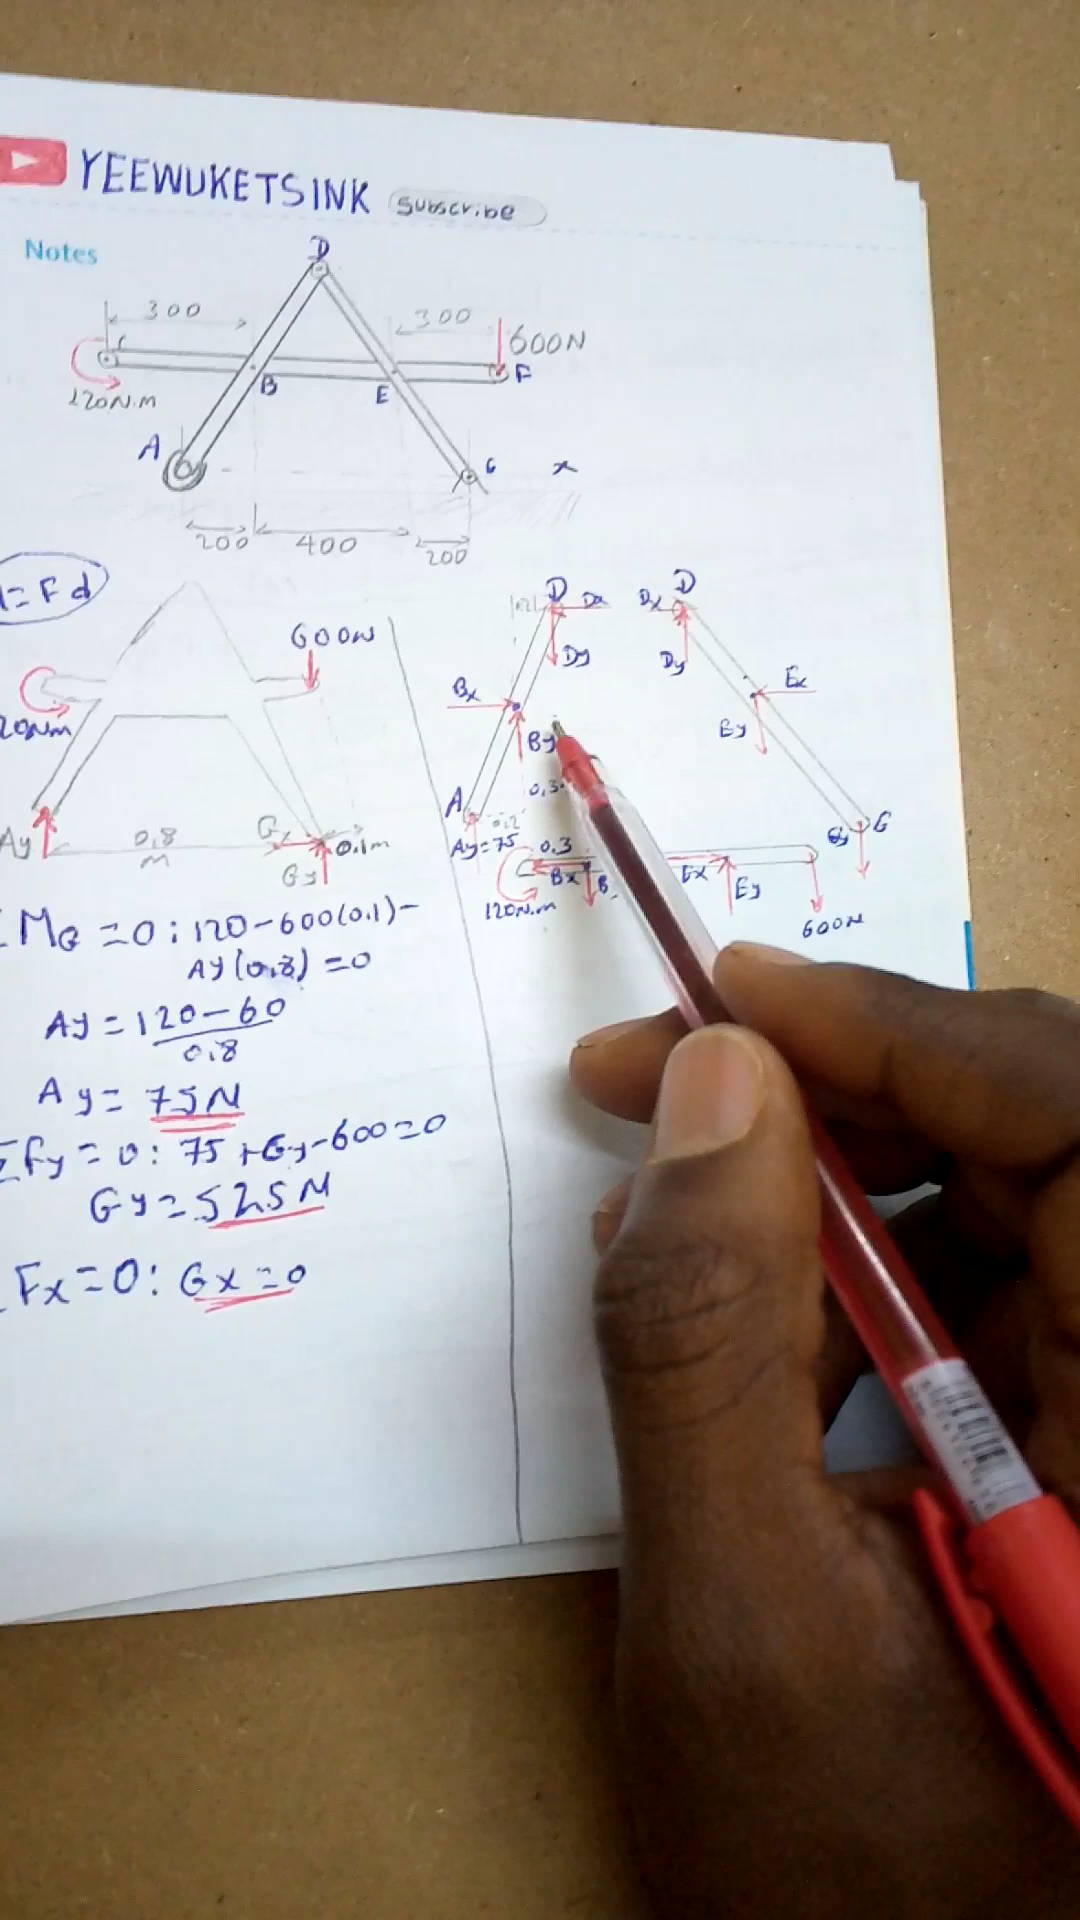 YEEWUKETSINK subscribe
Notes
D
300
300
600N
C
F
B
E
120N.m
A
G
x
200
400
200
= Fd
600N
20Nm
Ay
0.8
m
Gx
0.1m
Gy
D
Dx
Dy
Bx
By
0.3
A
0.2
Ay=75
Dx
D
Dy
Ex
Ey
Gy
G
0.3
Bx
B
120N.m
Ex
Ey
600N
MG =0: 120-600(0.1)-
Ay(0.8) =0
Ay = 120-60
0.8
Ay= 75N
Fy = 0: 75 +Gy-600=0
Gy= 525N
Fx=0: Gx=0